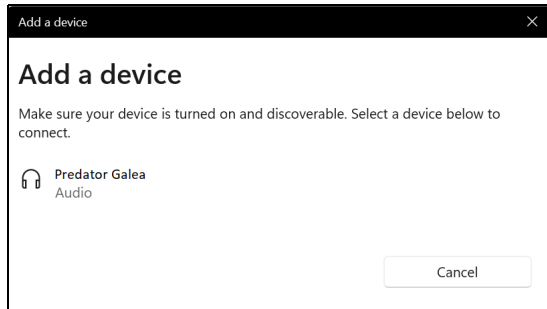 Add a device
Add a device
Make sure your device is turned on and discoverable. Select a device below to
connect.
Predator Galea
Audio
Cancel